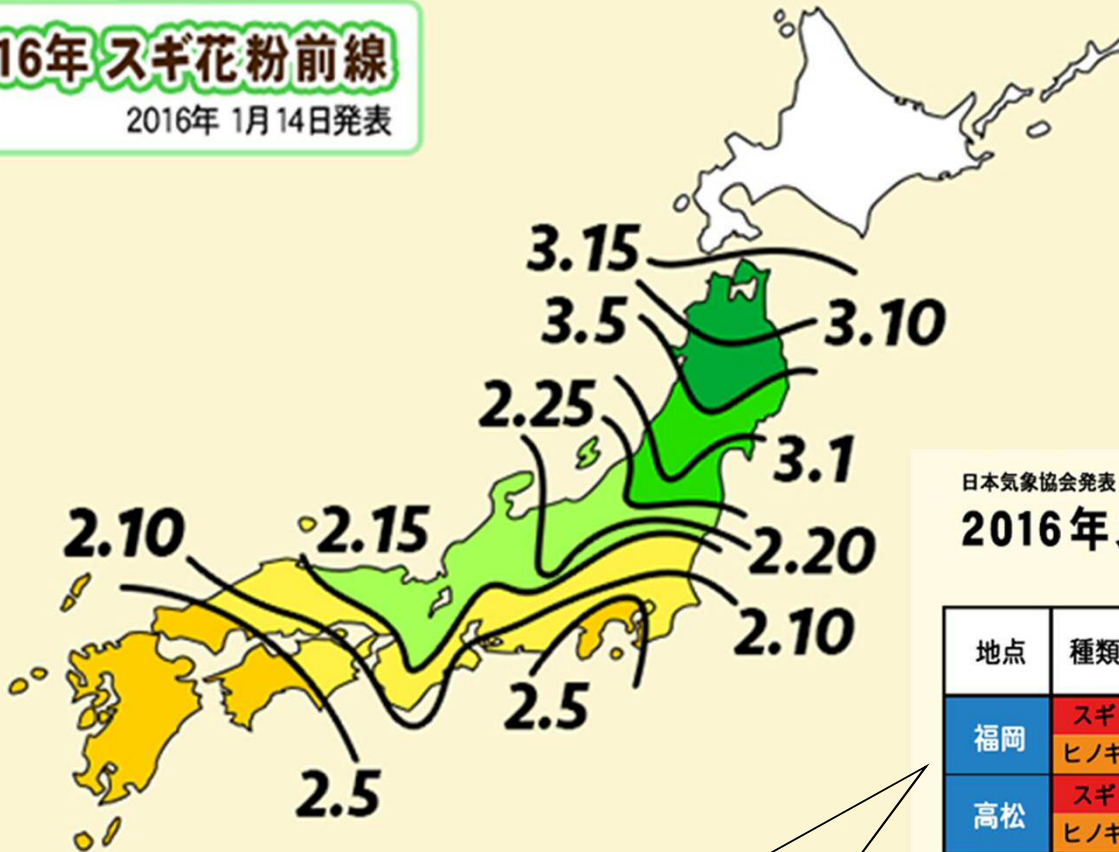 16年 スギ花粉前線
2016年 1月14日発表
3.15
3.5
3.10
2.25
3.1
2.10
2.15
2.20
2.10
2.5
2.5
日本気象協会発表
2016年
地点 種類
福岡 スギ
ヒノキ
高松 スギ
ヒノキ